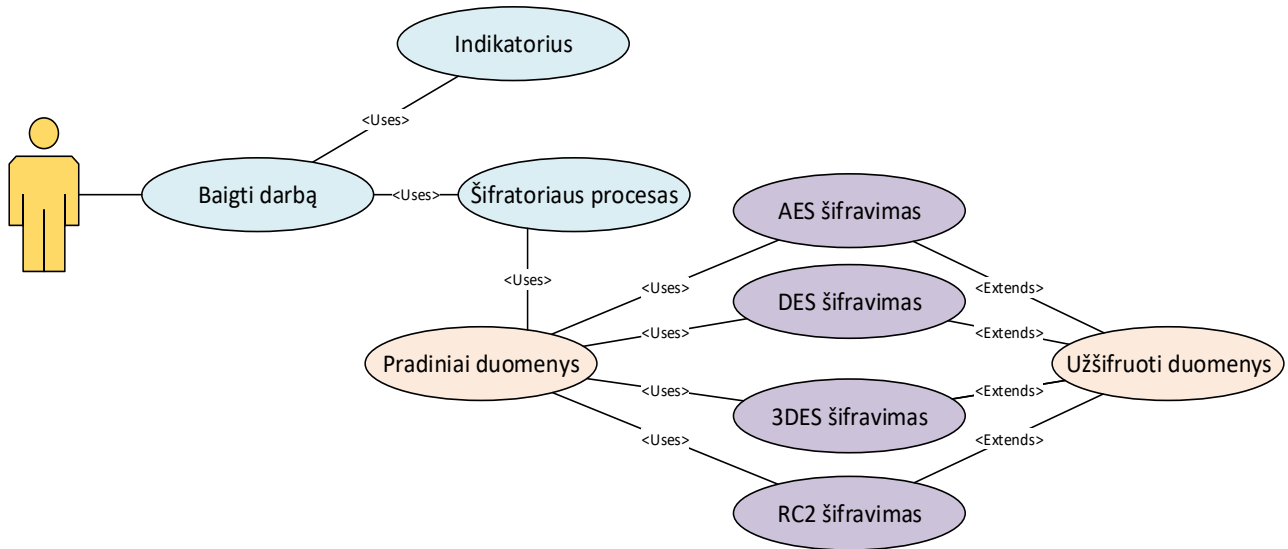 Indikatorius
<Uses>
Baigti darbą
<Uses>
Šifratoriaus procesas
AES šifravimas
<Uses>
<Uses>
<Extends>
DES šifravimas
<Uses>
<Extends>
Pradiniai duomenys
Užšifruoti duomenys
<Uses>
<Extends>
3DES šifravimas
<Uses>
<Extends>
RC2 šifravimas